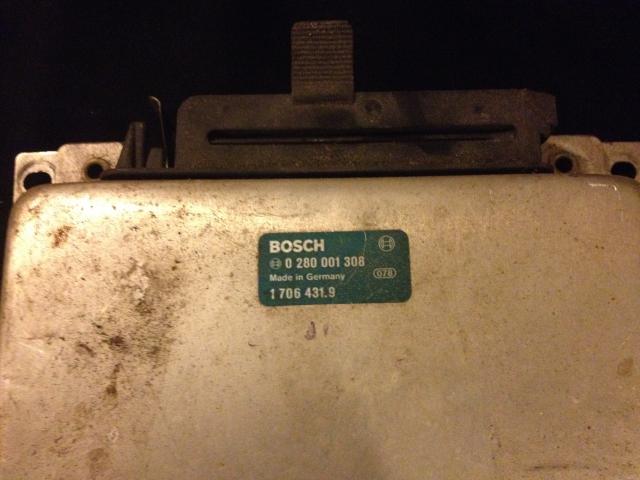 BOSCH
0 280 001 308
Made in Germany 078
1 706 431.9